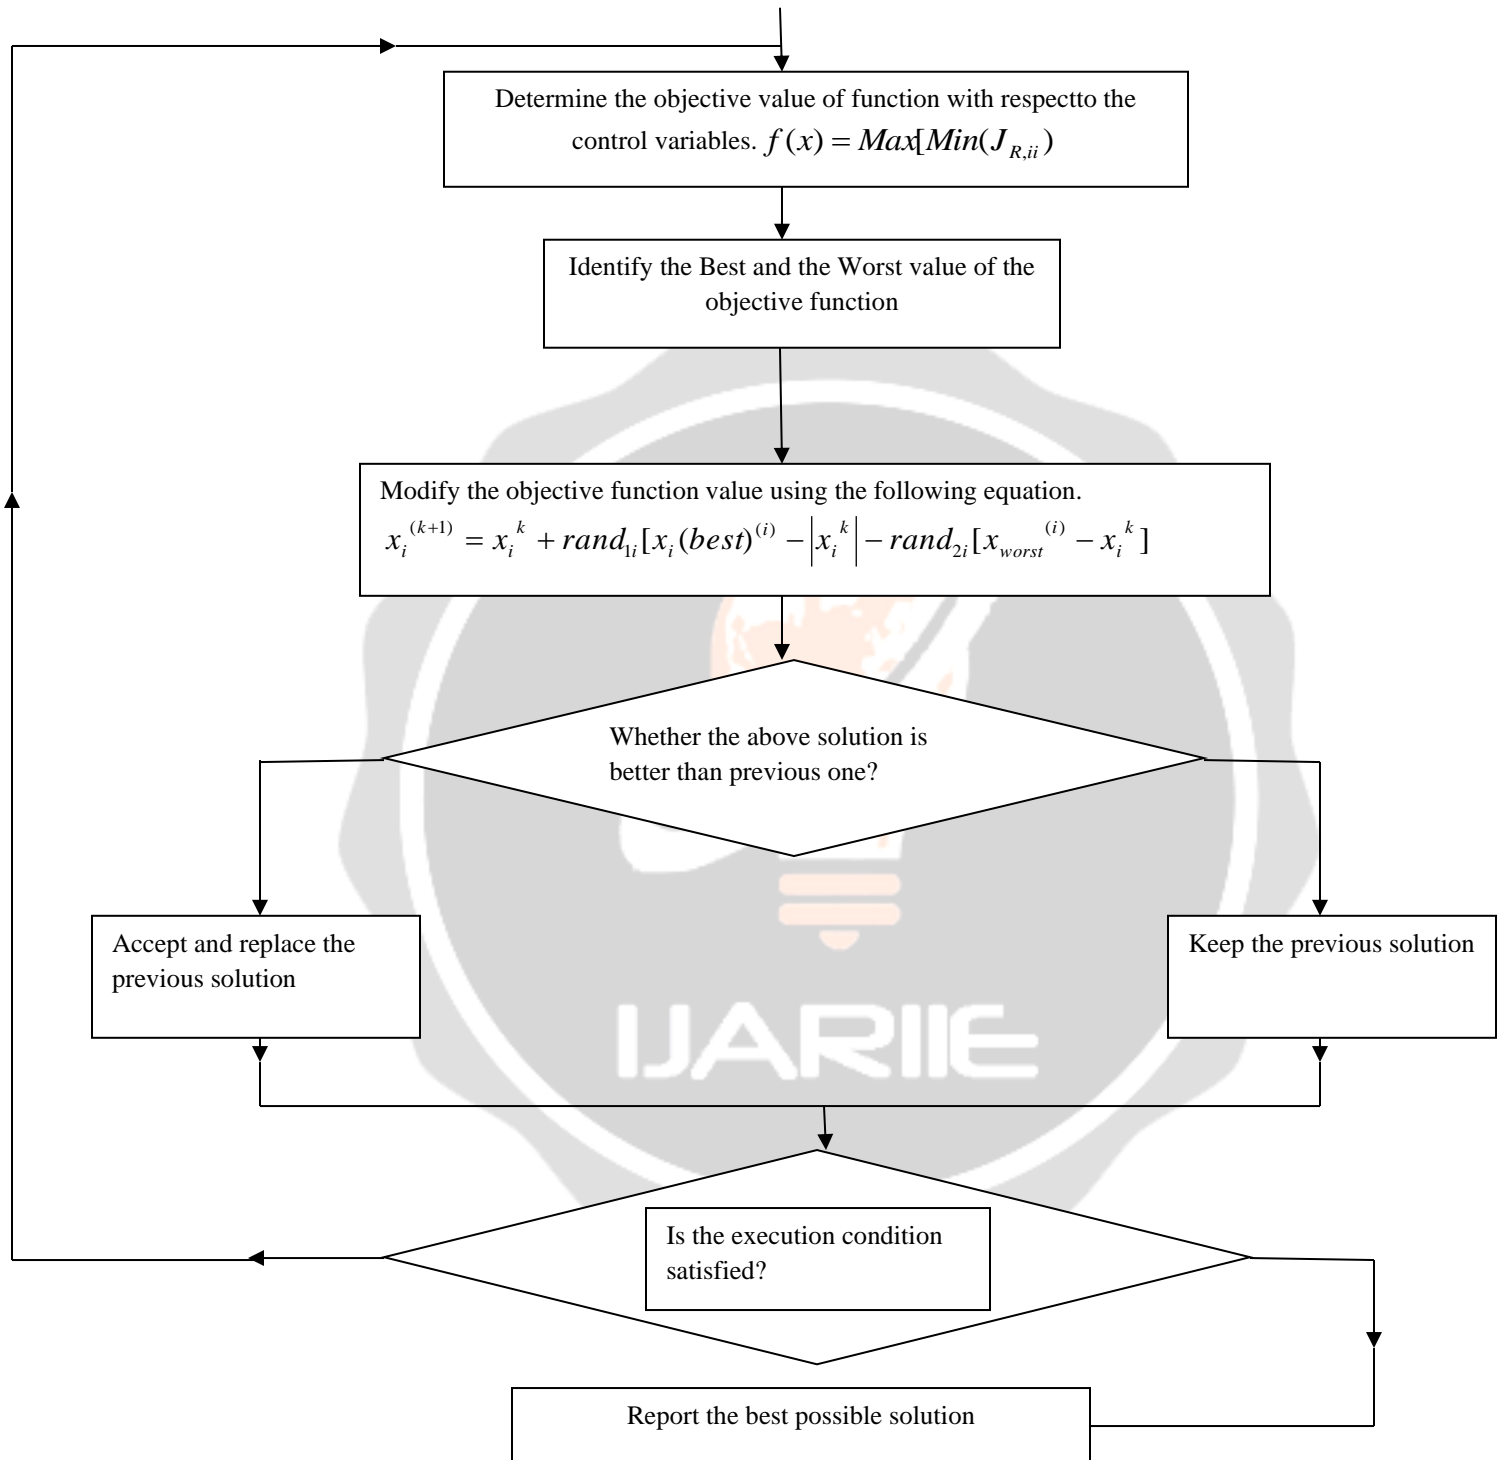 Determine the objective value of function with respectto the
control variables. f(x) = Max[Min(J_{R,ii})
Identify the Best and the Worst value of the
objective function
Modify the objective function value using the following equation.
x_i^{(k+1)} = x_i^k + rand_{1i}[x_i(best)^{(i)} − |x_i^k| − rand_{2i}[x_{worst}^{(i)} − x_i^k]
Whether the above solution is
better than previous one?
Accept and replace the
previous solution
Keep the previous solution
IJARIIE
Is the execution condition
satisfied?
Report the best possible solution